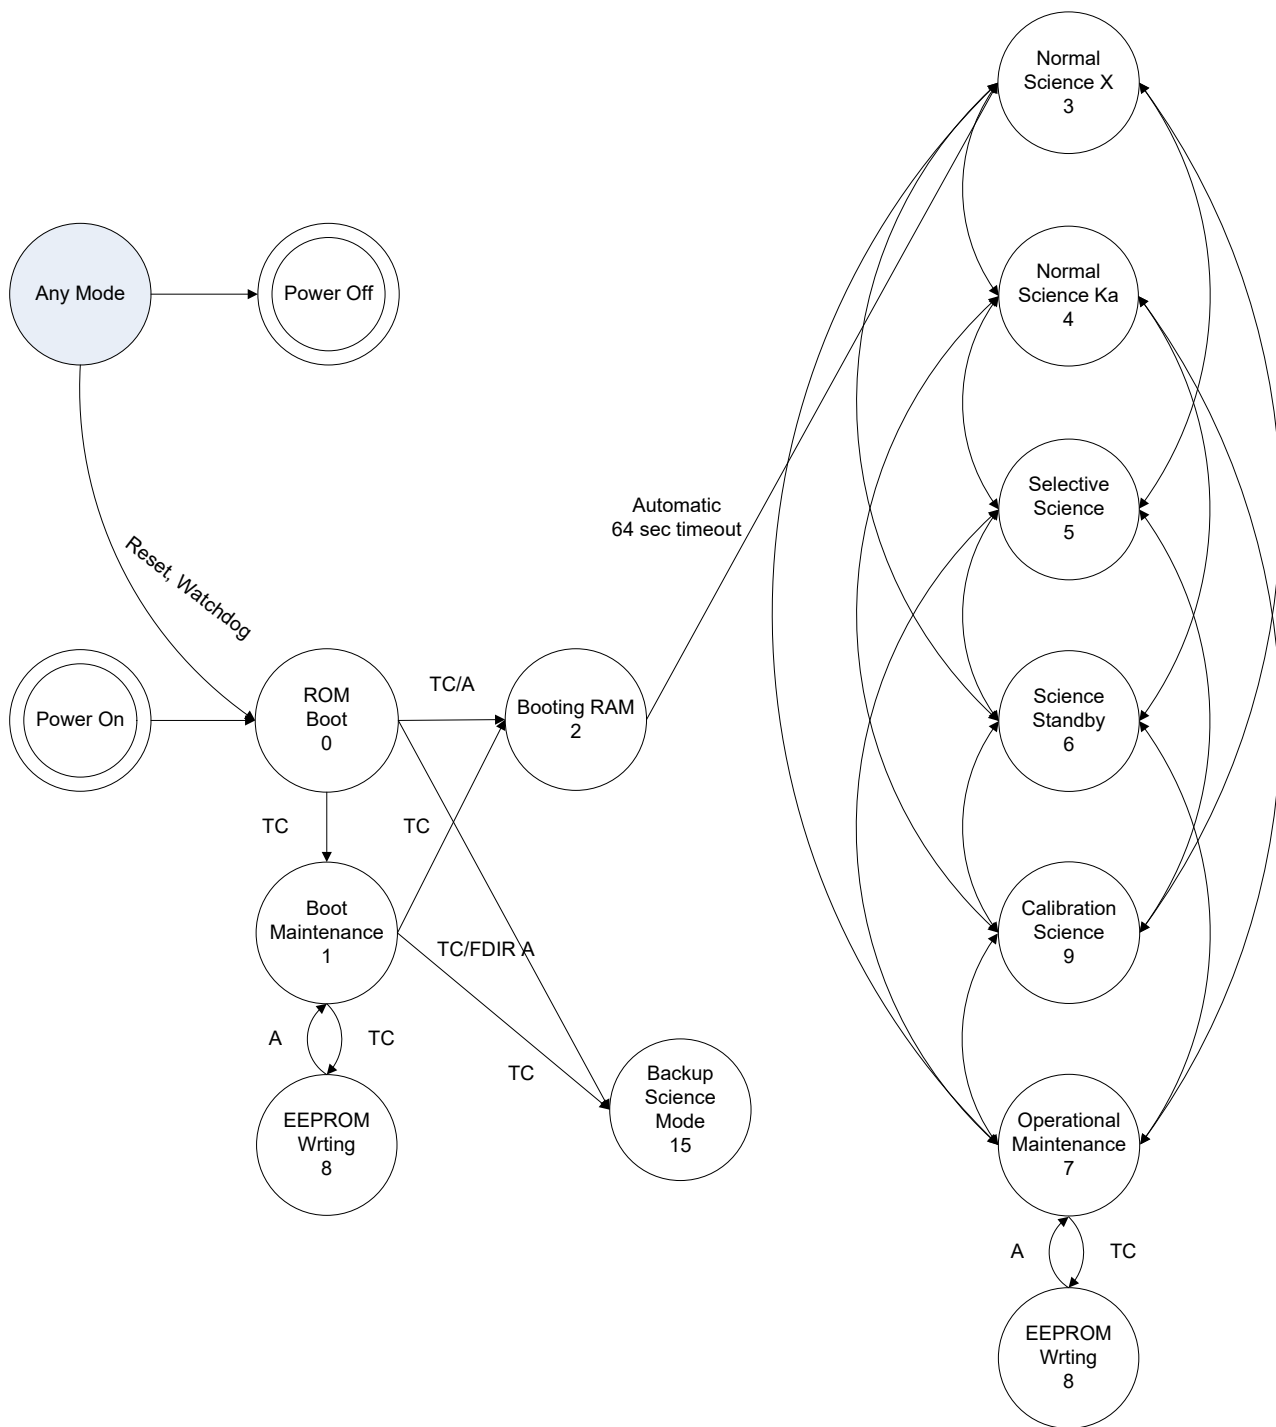 Normal
Science X
3
Any Mode
Power Off
Normal
Science Ka
4
Selective
Science
5
Automatic
64 sec timeout
Reset, Watchdog
Power On
ROM
Boot
0
TC/A
Booting RAM
2
Science
Standby
6
TC
TC
Boot
Maintenance
1
TC/FDIR A
Calibration
Science
9
A
TC
TC
Backup
Science
Mode
15
EEPROM
Wrting
8
Operational
Maintenance
7
A
TC
EEPROM
Wrting
8